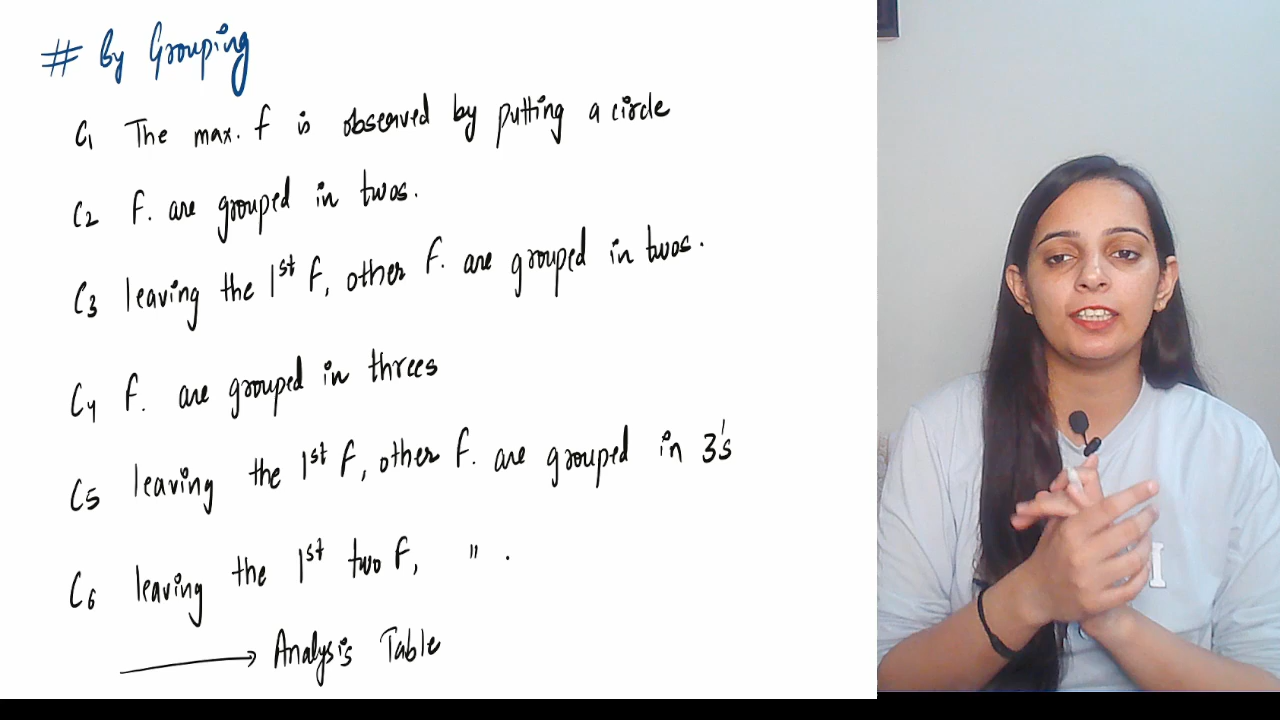 # By Grouping
C1 The max. f is observed by putting a circle
C2 f. are grouped in twos.
C3 leaving the 1st f, other f. are grouped in twos.
C4 f. are grouped in threes
C5 leaving the 1st f, other f. are grouped in 3's
C6 leaving the 1st two f, " .
→ Analysis Table